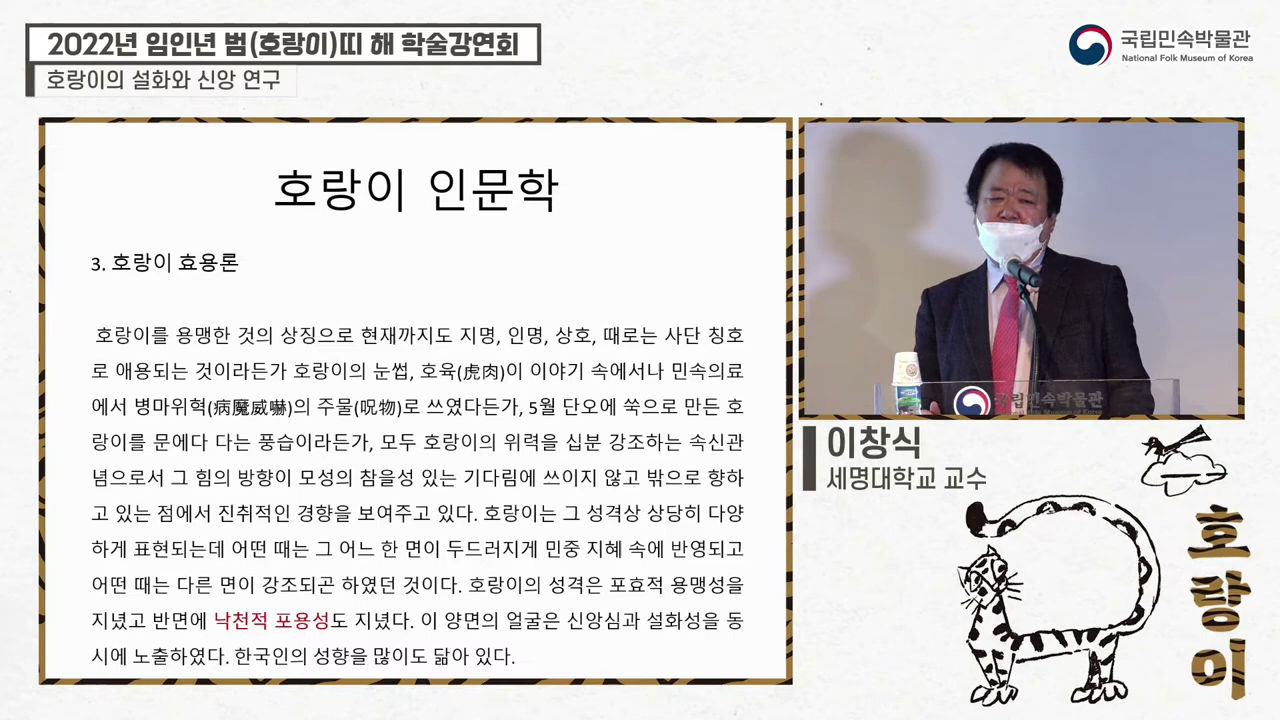 2022년 임인년 범(호랑이)띠 해 학술강연회
호랑이의 설화와 신앙 연구
국립민속박물관
National Folk Museum of Korea
호랑이 인문학
3. 호랑이 효용론
호랑이를 용맹한 것의 상징으로 현재까지도 지명, 인명, 상호, 때로는 사단 칭호
로 애용되는 것이라든가 호랑이의 눈썹, 호육(虎肉)이 이야기 속에서나 민속의료
에서 병마위혁(病魔威嚇)의 주물(呪物)로 쓰였다든가, 5월 단오에 쑥으로 만든 호
랑이를 문에다 다는 풍습이라든가, 모두 호랑이의 위력을 십분 강조하는 속신관
념으로서 그 힘의 방향이 모성의 참을성 있는 기다림에 쓰이지 않고 밖으로 향하
고 있는 점에서 진취적인 경향을 보여주고 있다. 호랑이는 그 성격상 상당히 다양
하게 표현되는데 어떤 때는 그 어느 한 면이 두드러지게 민중 지혜 속에 반영되고
어떤 때는 다른 면이 강조되곤 하였던 것이다. 호랑이의 성격은 포효적 용맹성을
지녔고 반면에 낙천적 포용성도 지녔다. 이 양면의 얼굴은 신앙심과 설화성을 동
시에 노출하였다. 한국인의 성향을 많이도 닮아 있다.
국립민속박물관
이창식
세명대학교 교수
호랑이